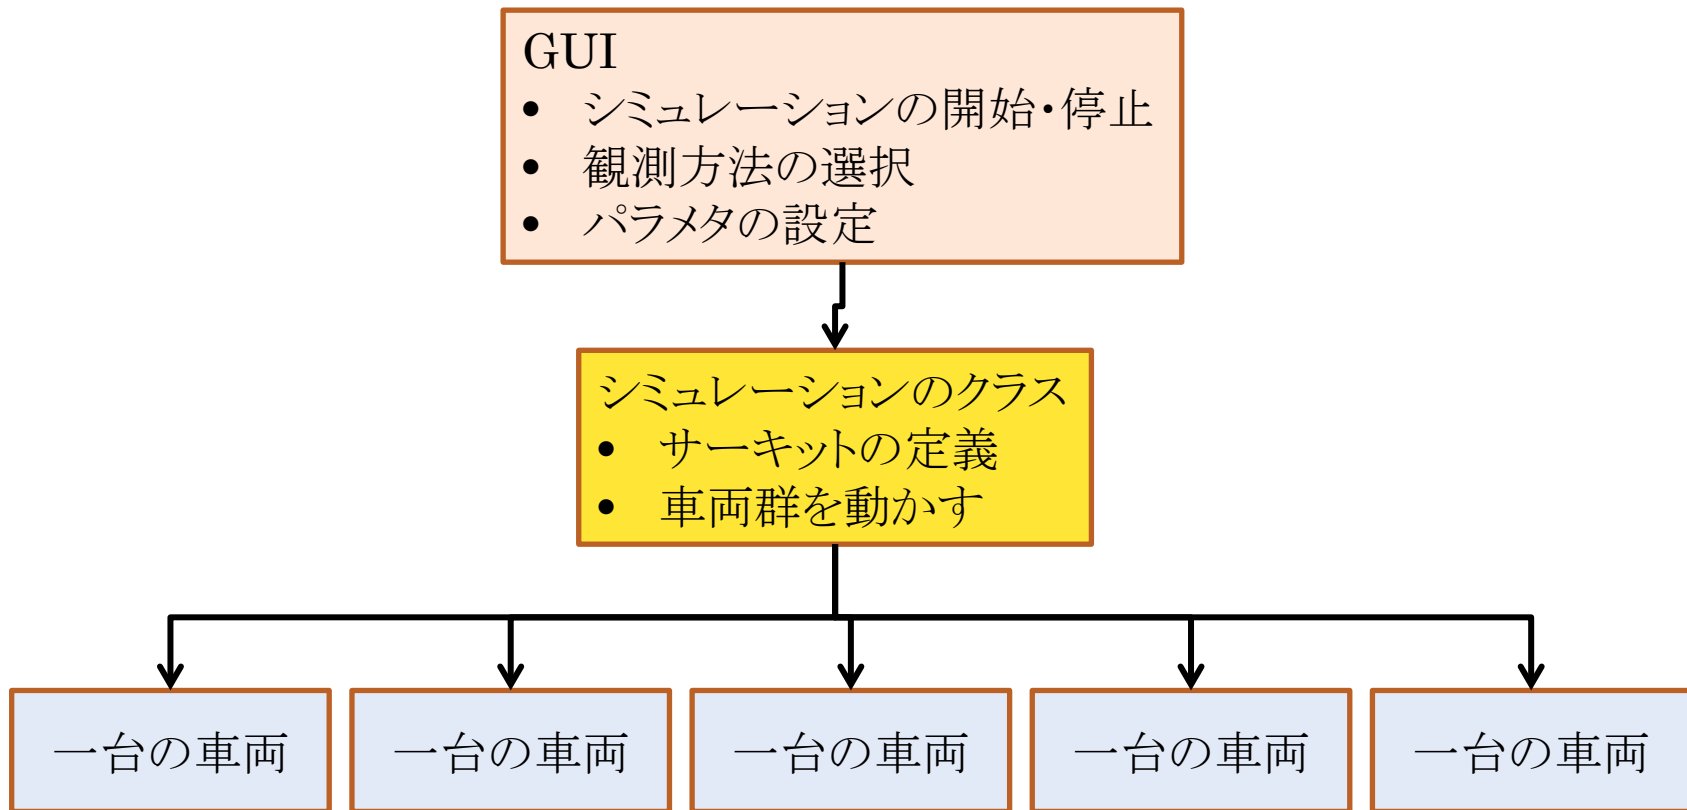 GUI
• シミュレーションの開始・停止
• 観測方法の選択
• パラメタの設定
シミュレーションのクラス
• サーキットの定義
• 車両群を動かす
一台の車両
一台の車両
一台の車両
一台の車両
一台の車両